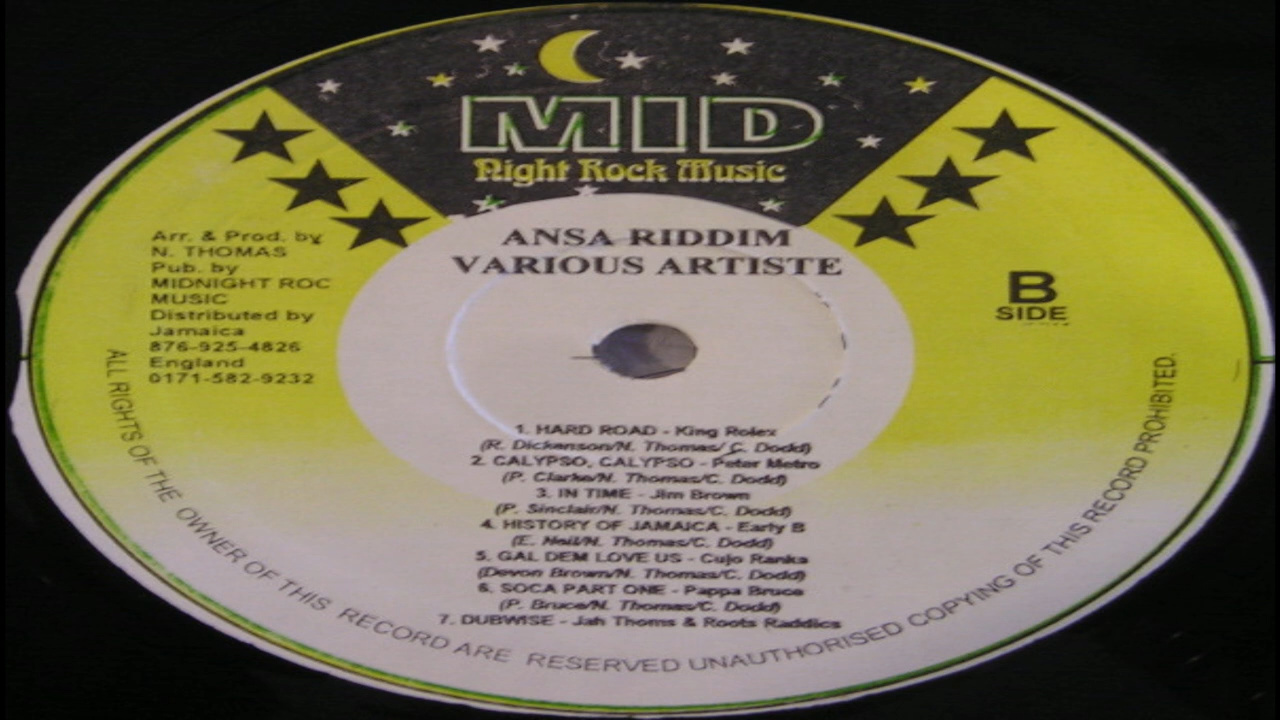 MID
Night Rock Music
ANSA RIDDIM
VARIOUS ARTISTE
Arr. & Prod. by
N. THOMAS
Pub. by
MIDNIGHT ROC
MUSIC
Distributed by
Jamaica
876-925-4826
England
0171-582-9232
B
SIDE
1. HARD ROAD - King Rolex
(R. Dickenson/N. Thomas/ C. Dodd)
2. CALYPSO, CALYPSO - Peter Metro
(P. Clarke/N. Thomas/C. Dodd)
3. IN TIME - Jim Brown
(P. Sinclair/N. Thomas/C. Dodd)
4. HISTORY OF JAMAICA - Early B
(E. Neil/N. Thomas/C. Dodd)
5. GAL DEM LOVE US - Cujo Ranks
(Devon Brown/N. Thomas/C. Dodd)
6. SOCA PART ONE - Pappa Bruce
(P. Bruce/N. Thomas/C. Dodd)
7. DUBWISE - Jah Thoms & Roots Raddics
ALL RIGHTS OF THE OWNER OF THIS RECORD ARE RESERVED UNAUTHORISED COPYING OF THIS RECORD PROHIBITED.